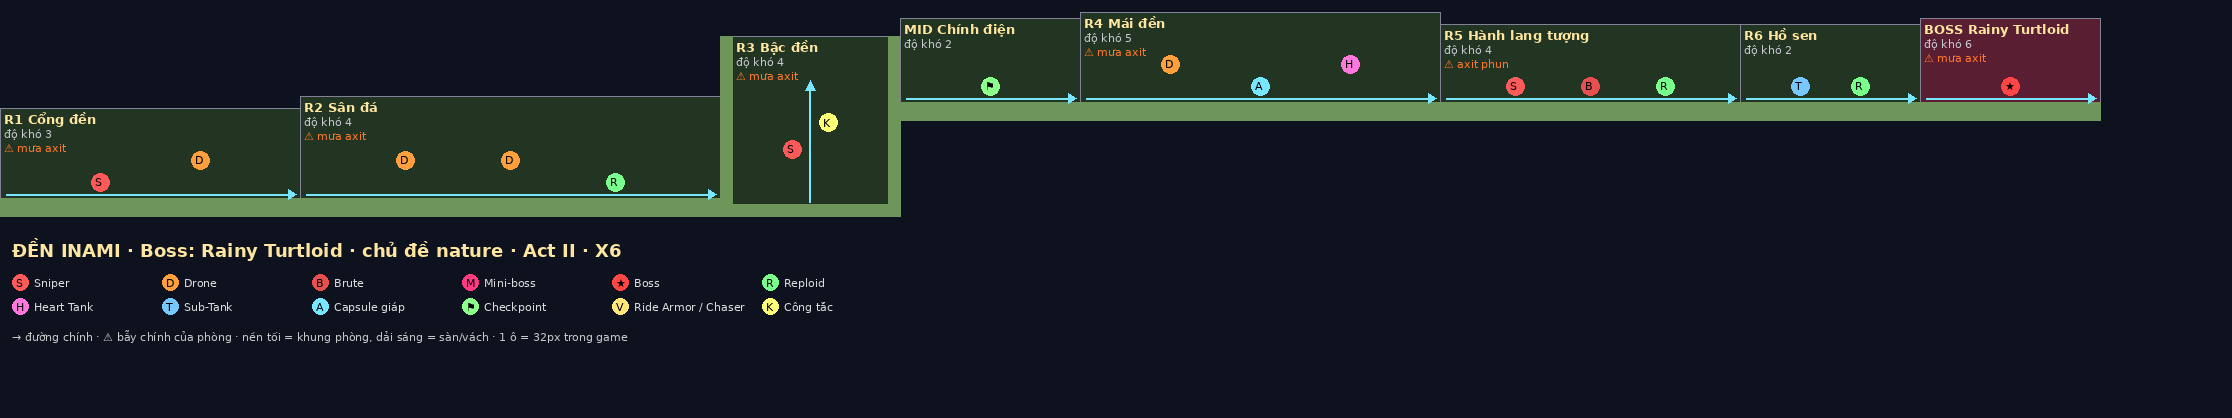 R1 Cổng đền
độ khó 3
⚠ mưa axit
S
D
R2 Sân đá
độ khó 4
⚠ mưa axit
D
D
R
R3 Bậc đền
độ khó 4
⚠ mưa axit
S
K
MID Chính điện
độ khó 2
⚑
R4 Mái đền
độ khó 5
⚠ mưa axit
D
A
H
R5 Hành lang tượng
độ khó 4
⚠ axit phun
S
B
R
R6 Hồ sen
độ khó 2
T
R
BOSS Rainy Turtloid
độ khó 6
⚠ mưa axit
★
ĐỀN INAMI · Boss: Rainy Turtloid · chủ đề nature · Act II · X6
S Sniper D Drone B Brute M Mini-boss ★ Boss R Reploid
H Heart Tank T Sub-Tank A Capsule giáp ⚑ Checkpoint V Ride Armor / Chaser K Công tắc
→ đường chính · ⚠ bẫy chính của phòng · nền tối = khung phòng, dải sáng = sàn/vách · 1 ô = 32px trong game